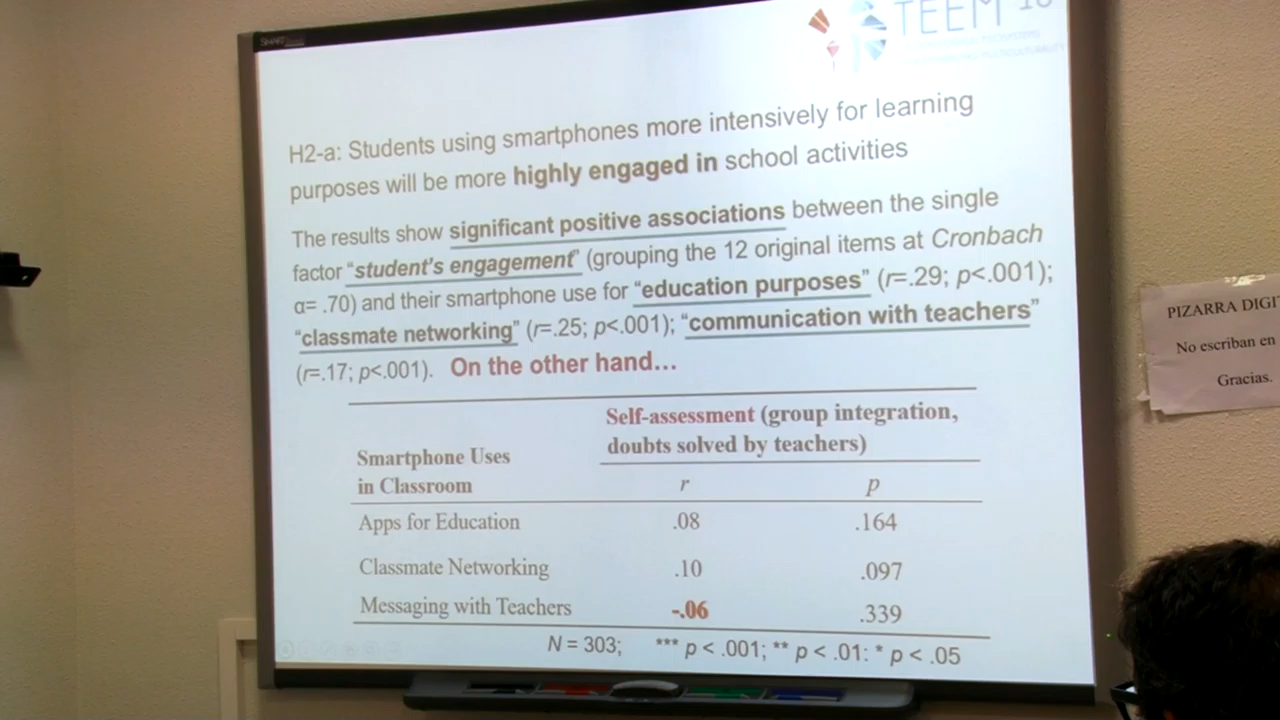 SMART
TEEM
H2-a: Students using smartphones more intensively for learning
purposes will be more highly engaged in school activities
The results show significant positive associations between the single
factor “student's engagement” (grouping the 12 original items at Cronbach
α= .70) and their smartphone use for “education purposes” (r=.29; p<.001);
“classmate networking” (r=.25; p<.001); “communication with teachers”
(r=.17; p<.001). On the other hand...
Self-assessment (group integration,
doubts solved by teachers)
Smartphone Uses
in Classroom
r p
Apps for Education .08 .164
Classmate Networking .10 .097
Messaging with Teachers -.06 .339
N = 303; *** p < .001; ** p < .01: * p < .05
PIZARRA DIGI
No escriban en
Gracias.